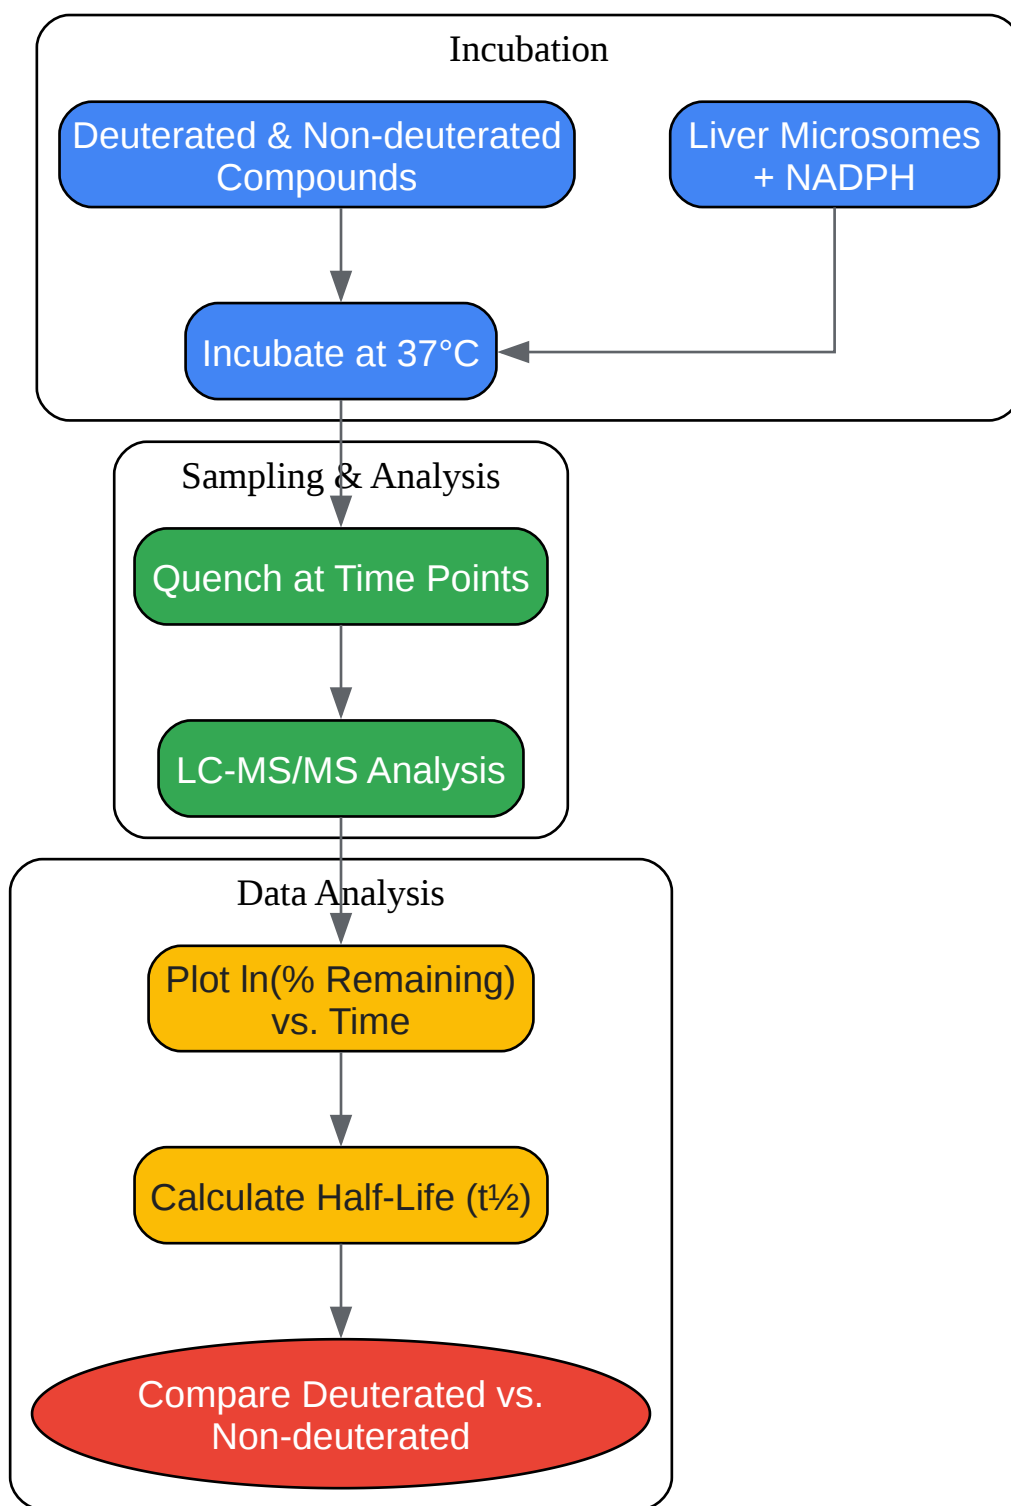 Incubation
Deuterated & Non-deuterated
Compounds
Liver Microsomes
+ NADPH
Incubate at 37°C
Sampling & Analysis
Quench at Time Points
LC-MS/MS Analysis
Data Analysis
Plot ln(% Remaining)
vs. Time
Calculate Half-Life (t½)
Compare Deuterated vs.
Non-deuterated